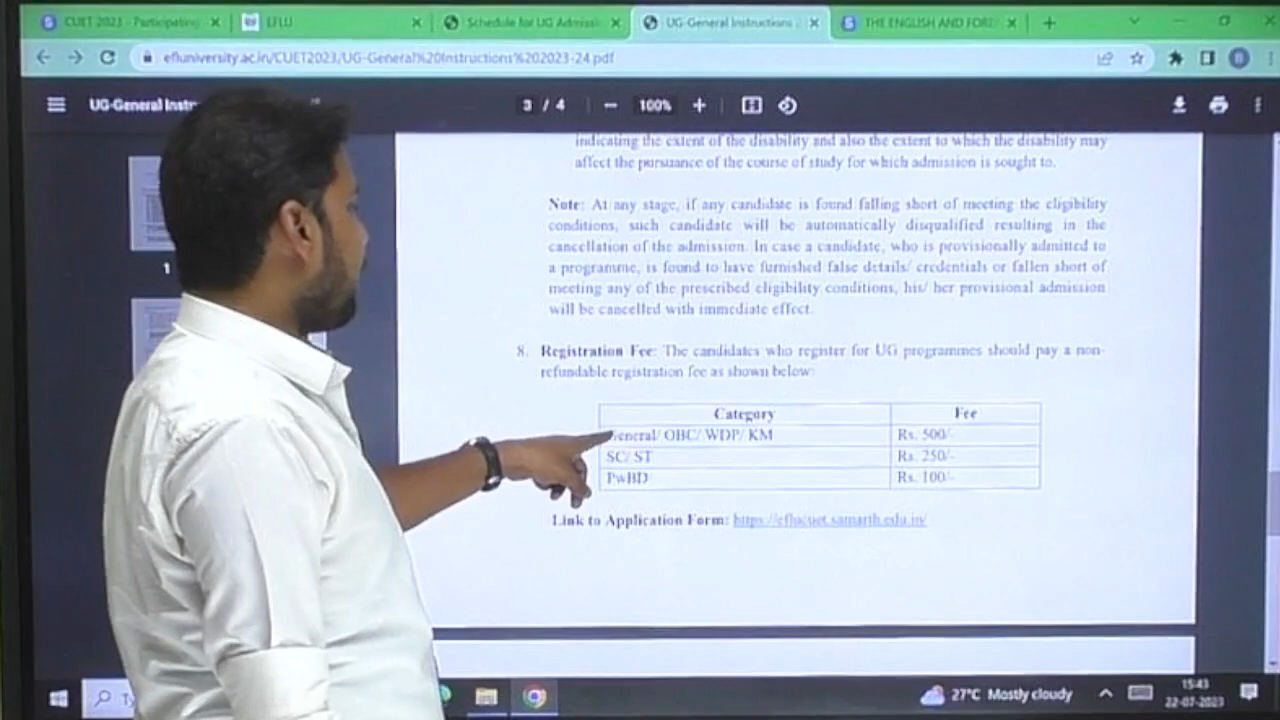 CUET 2023 - Participating
EFLU
Schedule for UG Admissi
UG-General Instructions
THE ENGLISH AND FOREI
efluniversity.ac.in/CUET2023/UG-General%20Instructions%202023-24.pdf
UG-General Instr
3 / 4
100%
indicating the extent of the disability and also the extent to which the disability may
affect the pursuance of the course of study for which admission is sought to.
Note: At any stage, if any candidate is found falling short of meeting the eligibility
conditions, such candidate will be automatically disqualified resulting in the
cancellation of the admission. In case a candidate, who is provisionally admitted to
a programme, is found to have furnished false details/ credentials or fallen short of
meeting any of the prescribed eligibility conditions, his/ her provisional admission
will be cancelled with immediate effect.
1
8. Registration Fee: The candidates who register for UG programmes should pay a non-
refundable registration fee as shown below:
Category Fee
General/ OBC/ WDP/ KM Rs. 500/-
SC/ ST Rs. 250/-
PwBD Rs. 100/-
Link to Application Form: https://eflucuet.samarth.edu.in/
Ty
27°C Mostly cloudy
15:43
22-07-2023